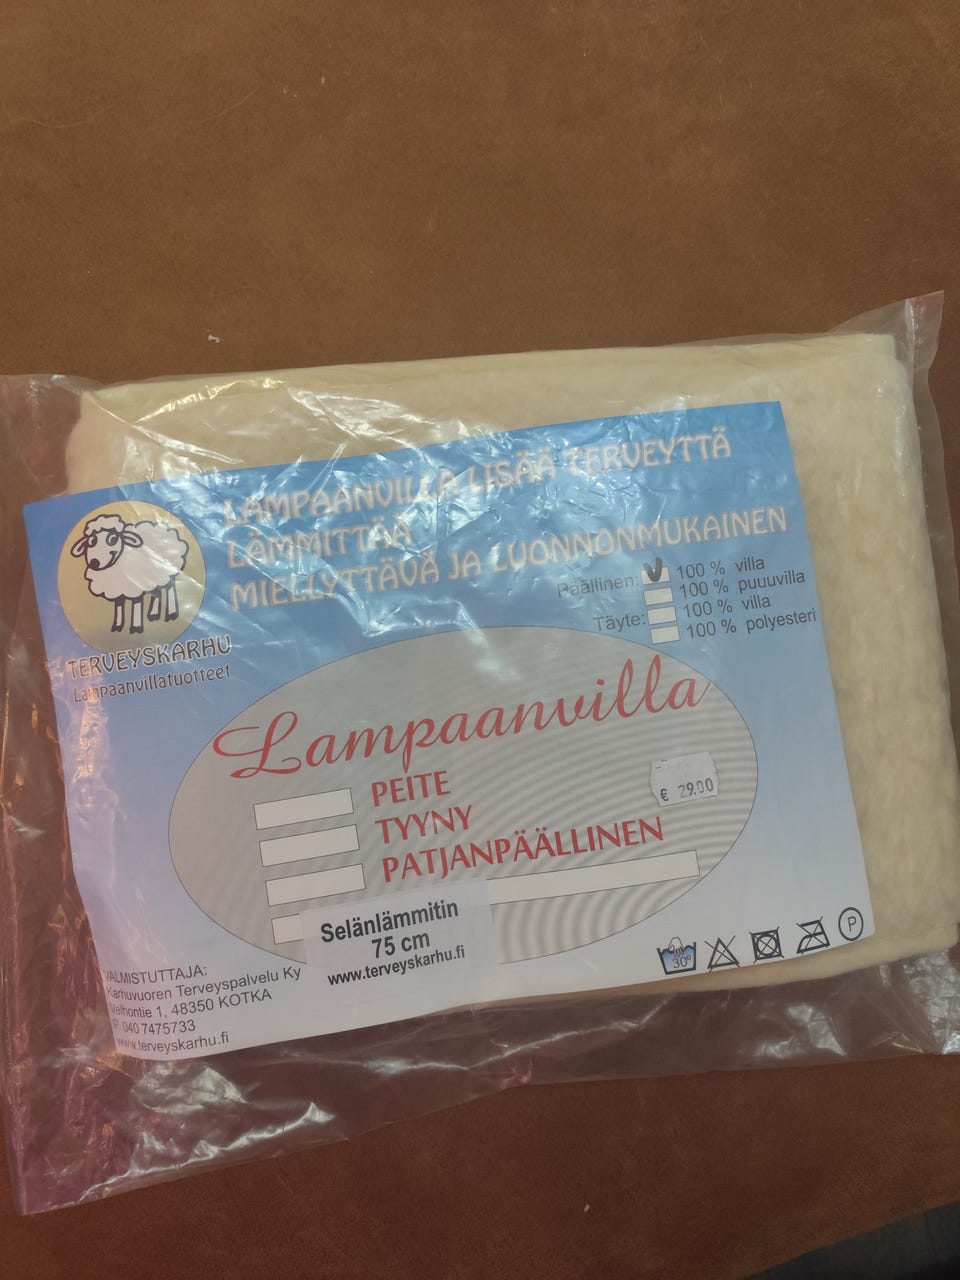 LAMPAANVILLA LISÄÄ TERVEYTTÄ
LÄMMITTÄÄ
MIELLYTTÄVÄ JA LUONNONMUKAINEN
Päällinen: 100 % villa
100 % puuuvilla
Täyte: 100 % villa
100 % polyesteri
TERVEYSKARHU
Lampaanvillatuotteet
Lampaanvilla
PEITE
€ 29.00
TYYNY
PATJANPÄÄLLINEN
Selänlämmitin
75 cm
www.terveyskarhu.fi
VALMISTUTTAJA:
Karhuvuoren Terveyspalvelu Ky
Velhontie 1, 48350 KOTKA
P. 040 7475733
www.terveyskarhu.fi
30°
P